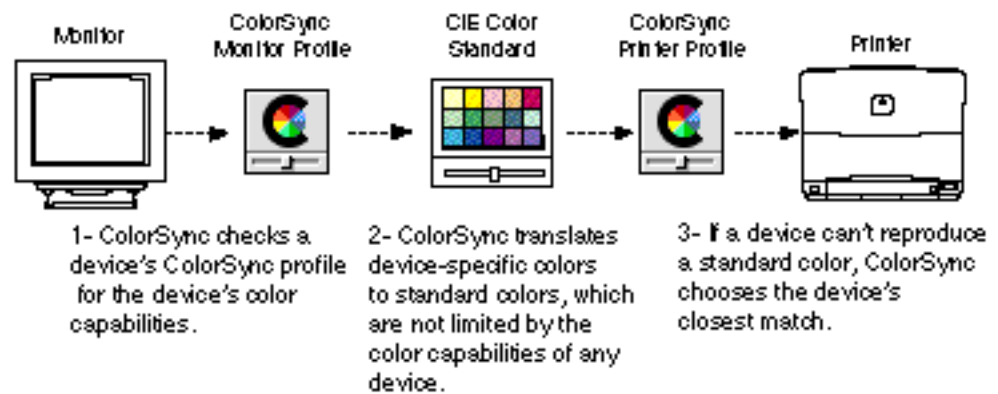 Monitor
ColorSync
Monitor Profile
CIE Color
Standard
ColorSync
Printer Profile
Printer
1- ColorSync checks a
device's ColorSync profile
for the device's color
capabilities.
2- ColorSync translates
device-specific colors
to standard colors, which
are not limited by the
color capabilities of any
device.
3- If a device can't reproduce
a standard color, ColorSync
chooses the device's
closest match.